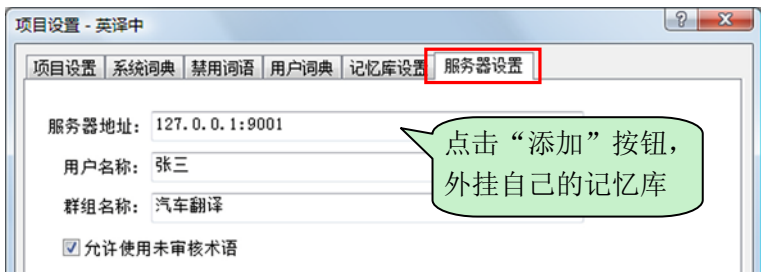 项目设置 - 英译中
项目设置 系统词典 禁用词语 用户词典 记忆库设置 服务器设置
服务器地址: 127.0.0.1:9001
用户名称: 张三
群组名称: 汽车翻译
允许使用未审核术语
点击“添加”按钮，
外挂自己的记忆库